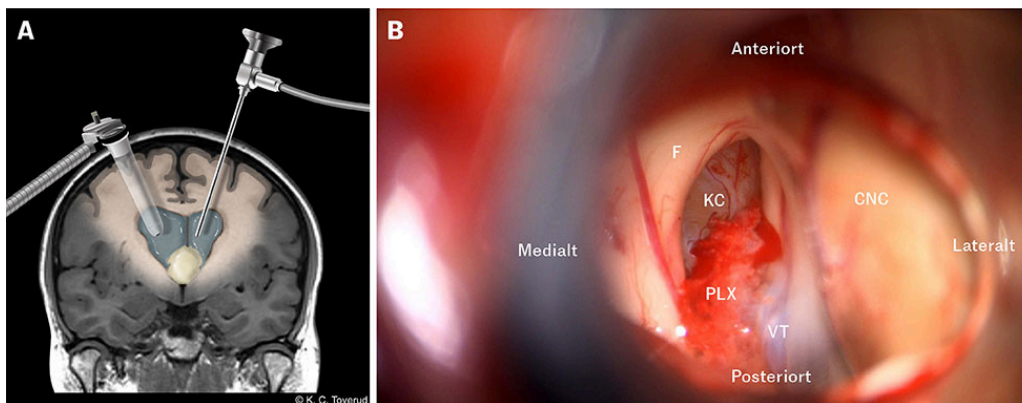 A
© K. C. Toverud
B
Anteriort
F
KC
CNC
Medialt
Lateralt
PLX
VT
Posteriort